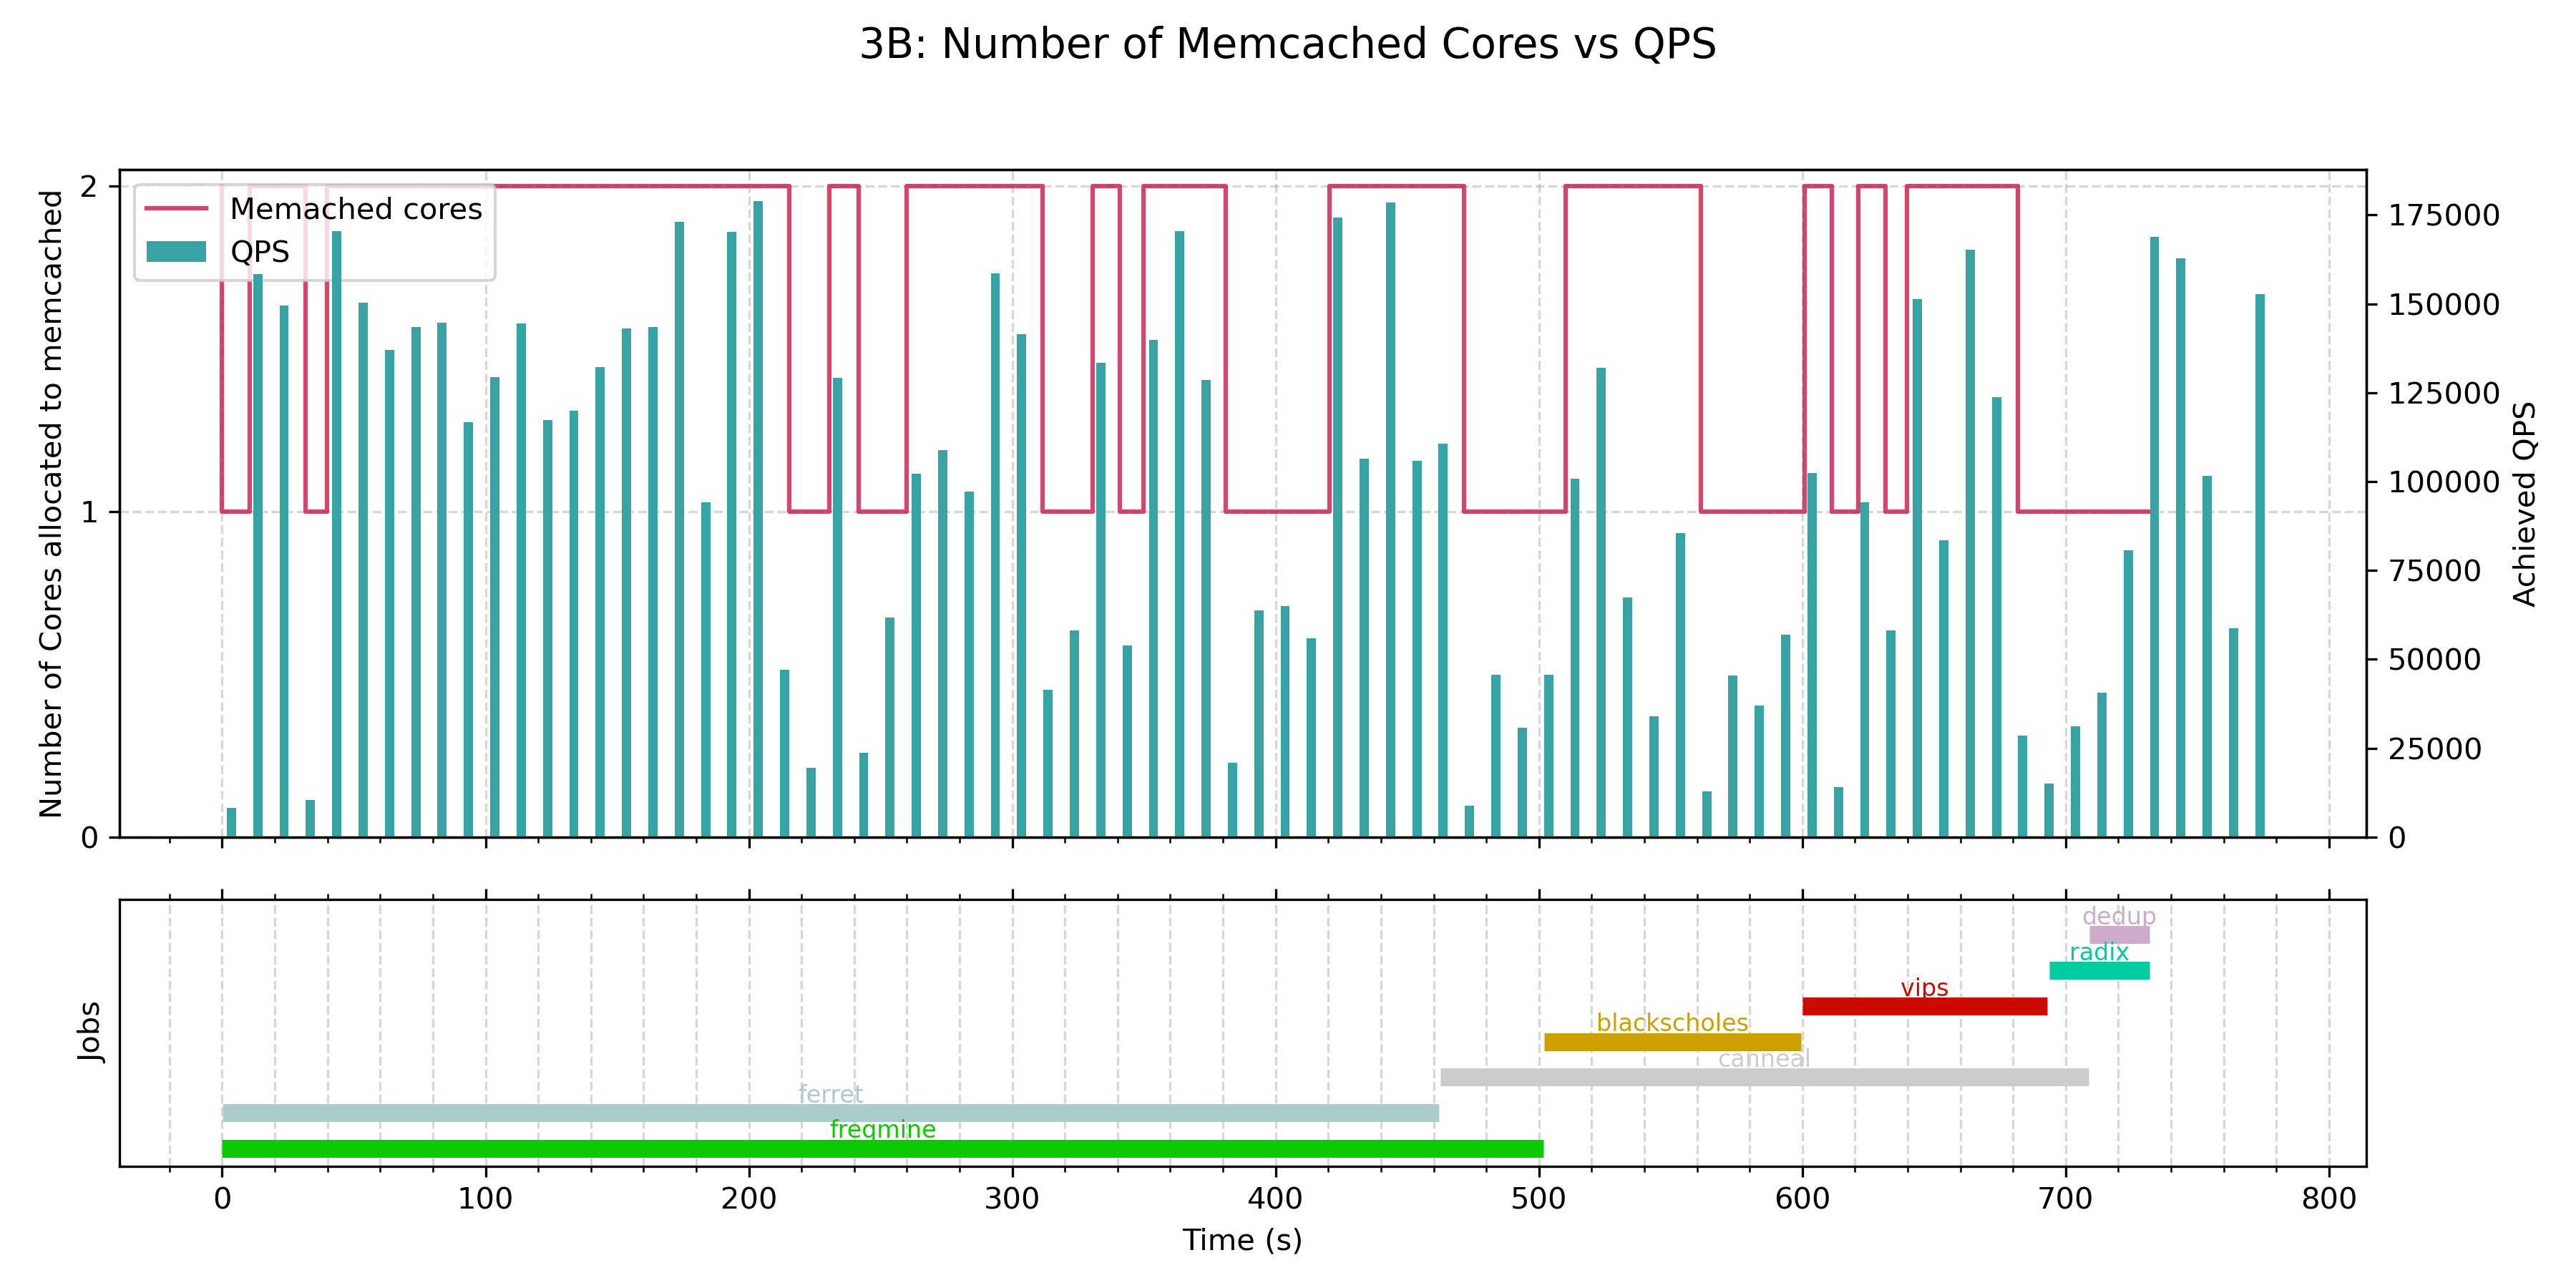 3B: Number of Memcached Cores vs QPS
Number of Cores allocated to memcached
2
1
0
Memached cores
QPS
175000
150000
125000
100000
75000
50000
25000
0
Achieved QPS
Jobs
dedup
radix
vips
blackscholes
canneal
ferret
freqmine
0 100 200 300 400 500 600 700 800
Time (s)